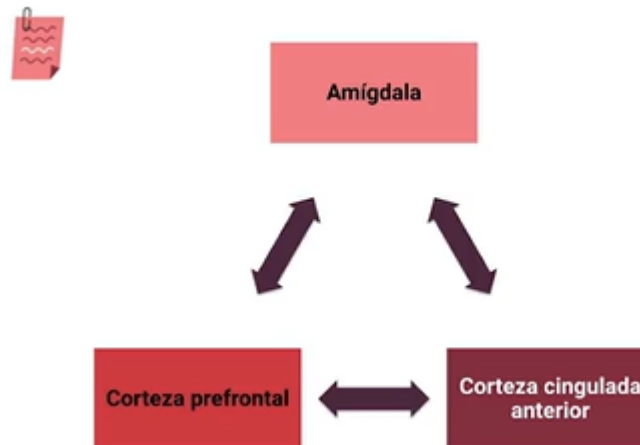 Amígdala
Corteza prefrontal
Corteza cingulada
anterior